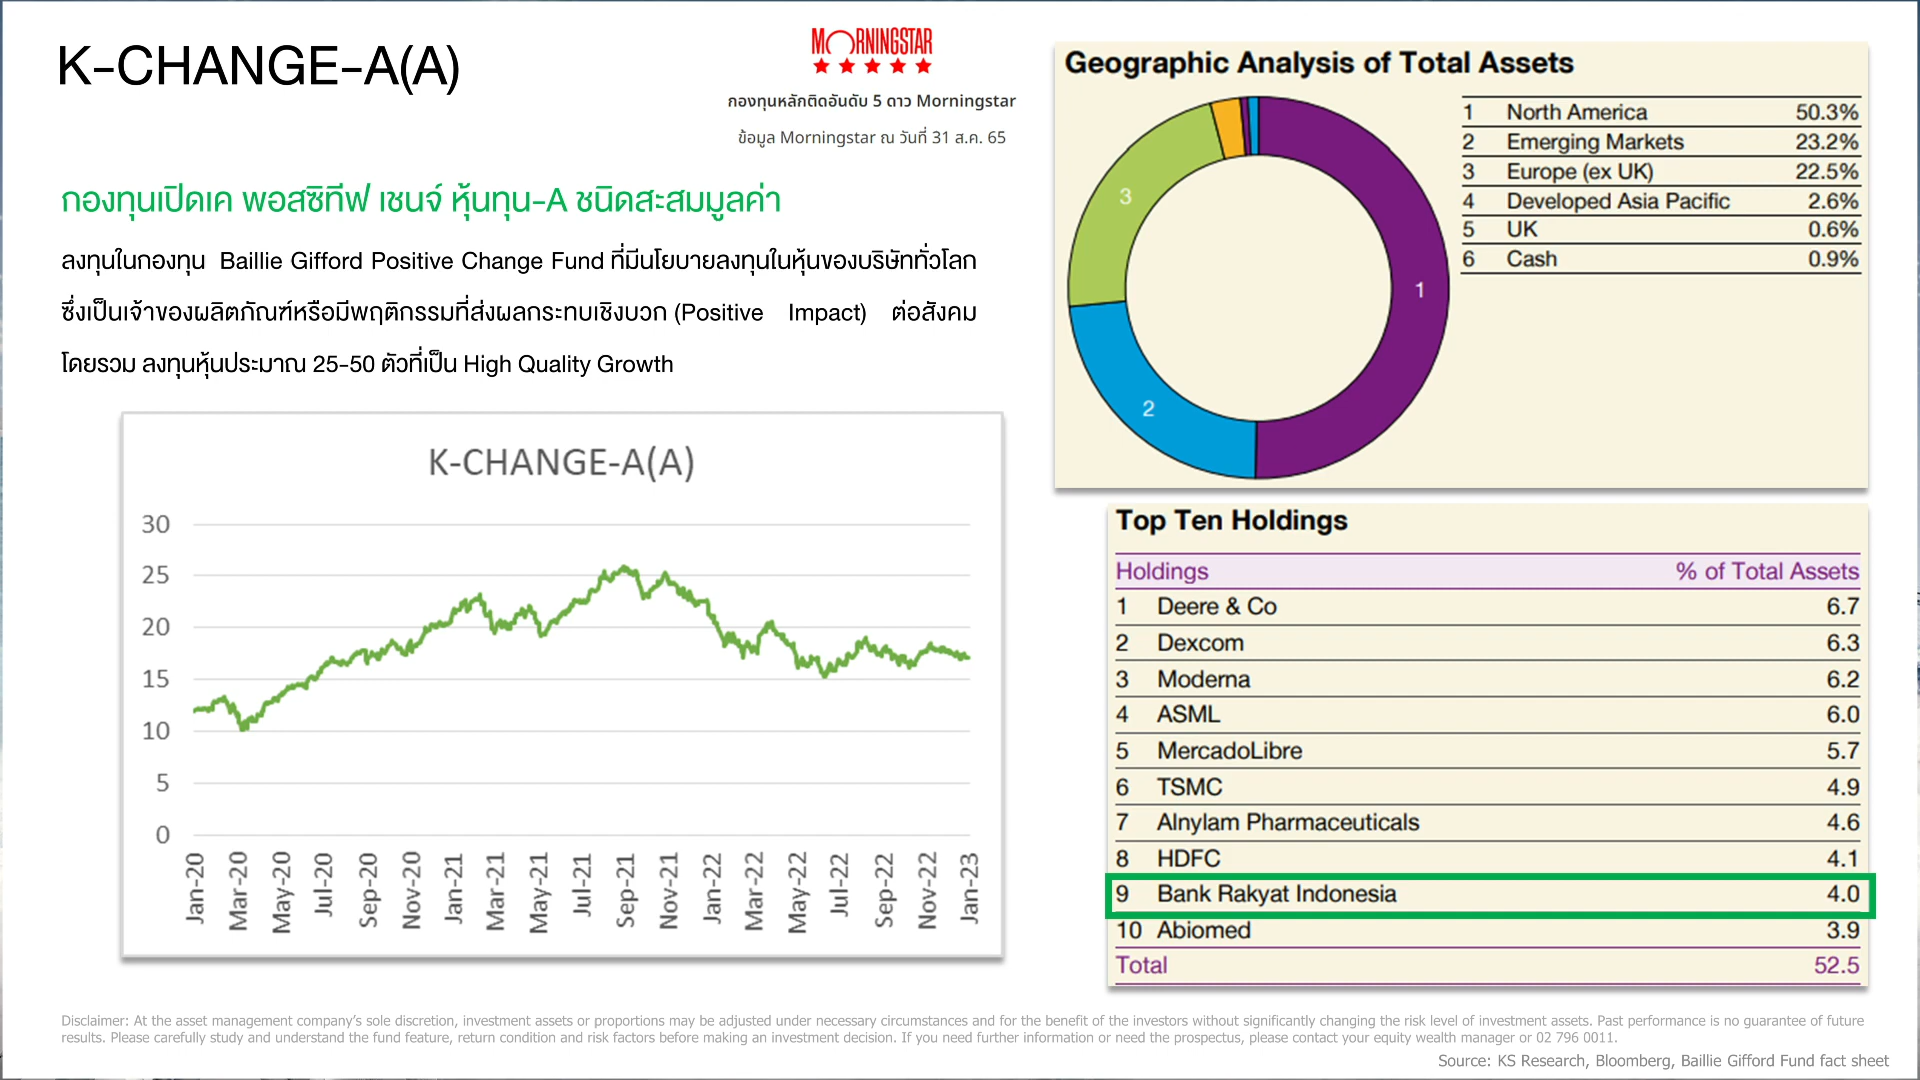 K-CHANGE-A(A)
MORNINGSTAR
กองทุนหลักติดอันดับ 5 ดาว Morningstar
ข้อมูล Morningstar ณ วันที่ 31 ส.ค. 65
กองทุนเปิดเค พอสซิทีฟ เชนจ์ หุ้นทุน-A ชนิดสะสมมูลค่า
ลงทุนในกองทุน Baillie Gifford Positive Change Fund ที่มีนโยบายลงทุนในหุ้นของบริษัททั่วโลก
ซึ่งเป็นเจ้าของผลิตภัณฑ์หรือมีพฤติกรรมที่ส่งผลกระทบเชิงบวก (Positive Impact) ต่อสังคม
โดยรวม ลงทุนหุ้นประมาณ 25-50 ตัวที่เป็น High Quality Growth
K-CHANGE-A(A)
30
25
20
15
10
5
0
Jan-20 Mar-20 May-20 Jul-20 Sep-20 Nov-20 Jan-21 Mar-21 May-21 Jul-21 Sep-21 Nov-21 Jan-22 Mar-22 May-22 Jul-22 Sep-22 Nov-22 Jan-23
Geographic Analysis of Total Assets
1
2
3
1 North America 50.3%
2 Emerging Markets 23.2%
3 Europe (ex UK) 22.5%
4 Developed Asia Pacific 2.6%
5 UK 0.6%
6 Cash 0.9%
Top Ten Holdings
Holdings % of Total Assets
1 Deere & Co 6.7
2 Dexcom 6.3
3 Moderna 6.2
4 ASML 6.0
5 MercadoLibre 5.7
6 TSMC 4.9
7 Alnylam Pharmaceuticals 4.6
8 HDFC 4.1
9 Bank Rakyat Indonesia 4.0
10 Abiomed 3.9
Total 52.5
Disclaimer: At the asset management company's sole discretion, investment assets or proportions may be adjusted under necessary circumstances and for the benefit of the investors without significantly changing the risk level of investment assets. Past performance is no guarantee of future
results. Please carefully study and understand the fund feature, return condition and risk factors before making an investment decision. If you need further information or need the prospectus, please contact your equity wealth manager or 02 796 0011.
Source: KS Research, Bloomberg, Baillie Gifford Fund fact sheet